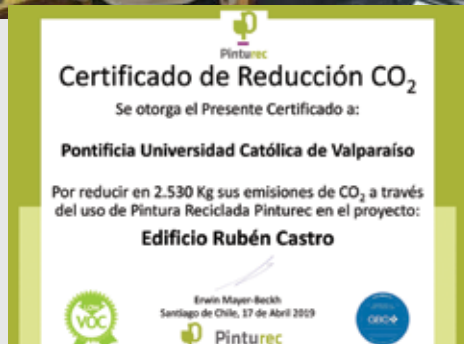 Pinturec
Certificado de Reducción CO₂
Se otorga el Presente Certificado a:
Pontificia Universidad Católica de Valparaíso
Por reducir en 2.530 Kg sus emisiones de CO₂ a través
del uso de Pintura Reciclada Pinturec en el proyecto:
Edificio Rubén Castro
Erwin Mayer-Beckh
Santiago de Chile, 17 de Abril 2019
VOC
GBC
Pinturec